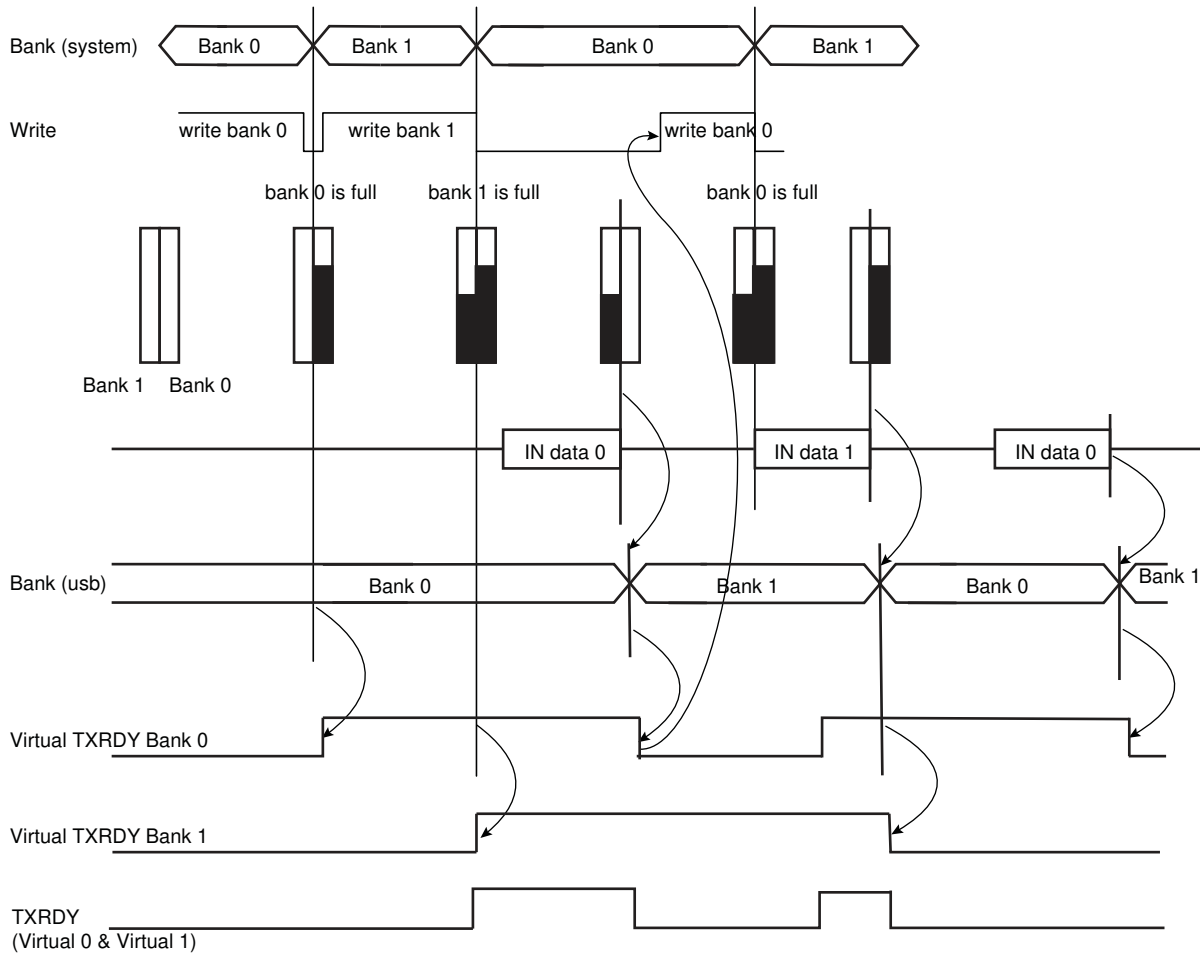 Bank (system) Bank 0 Bank 1 Bank 0 Bank 1
Write write bank 0 write bank 1 write bank 0
bank 0 is full bank 1 is full bank 0 is full
Bank 1 Bank 0
IN data 0 IN data 1 IN data 0
Bank (usb) Bank 0 Bank 1 Bank 0 Bank 1
Virtual TXRDY Bank 0
Virtual TXRDY Bank 1
TXRDY
(Virtual 0 & Virtual 1)